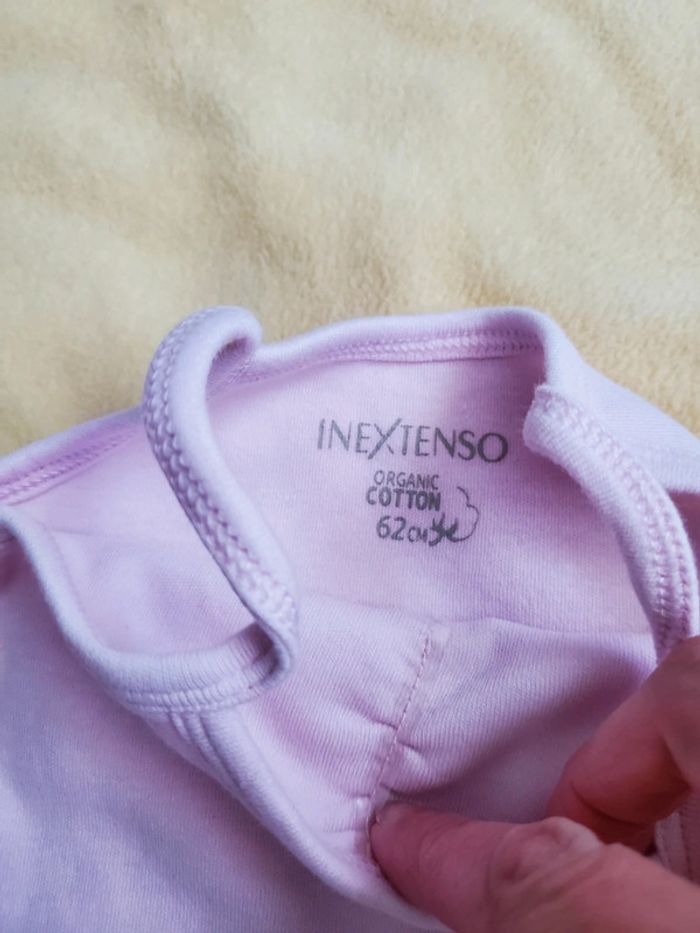 INEXTENSO
ORGANIC
COTTON
62CM